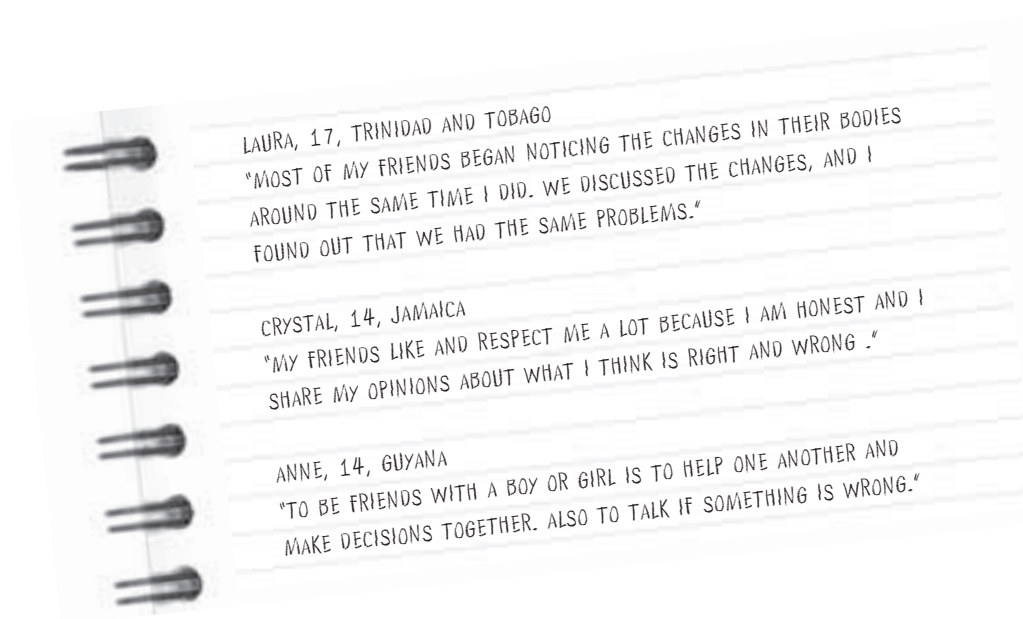 LAURA, 17, TRINIDAD AND TOBAGO
"MOST OF MY FRIENDS BEGAN NOTICING THE CHANGES IN THEIR BODIES
AROUND THE SAME TIME I DID. WE DISCUSSED THE CHANGES, AND I
FOUND OUT THAT WE HAD THE SAME PROBLEMS."
CRYSTAL, 14, JAMAICA
"MY FRIENDS LIKE AND RESPECT ME A LOT BECAUSE I AM HONEST AND I
SHARE MY OPINIONS ABOUT WHAT I THINK IS RIGHT AND WRONG ."
ANNE, 14, GUYANA
"TO BE FRIENDS WITH A BOY OR GIRL IS TO HELP ONE ANOTHER AND
MAKE DECISIONS TOGETHER. ALSO TO TALK IF SOMETHING IS WRONG."